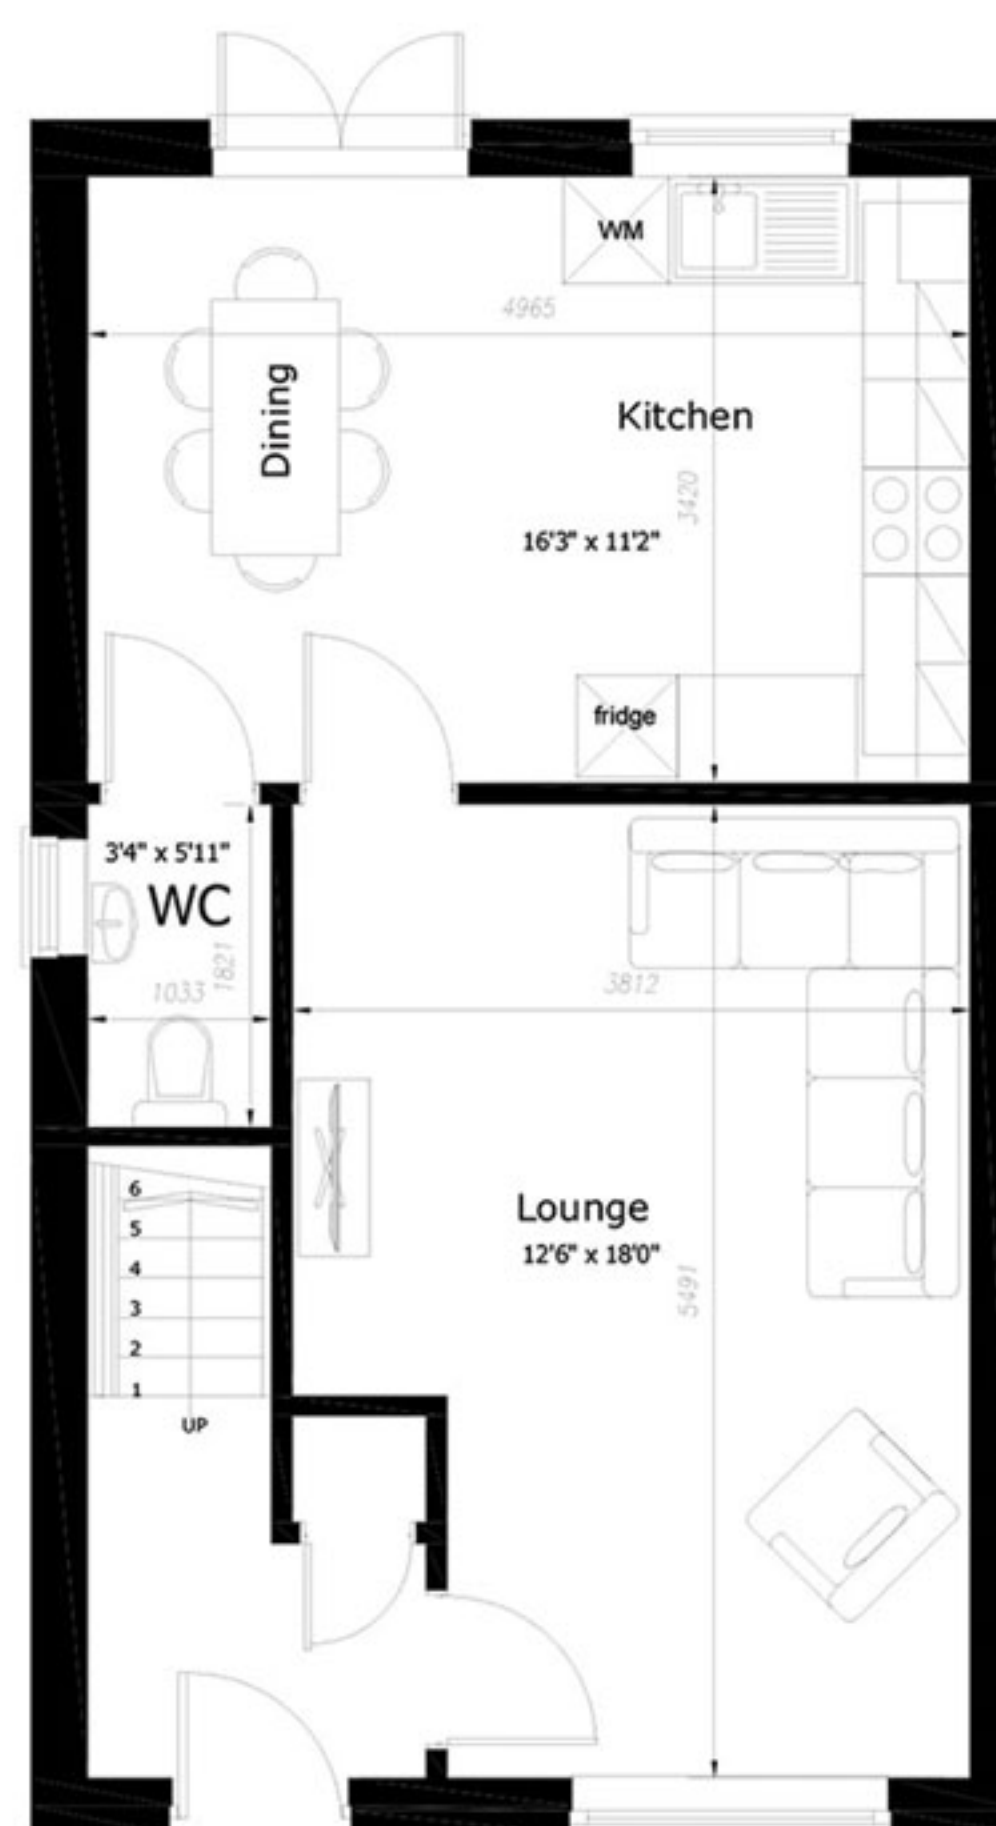 WM
4965
Dining
Kitchen
3420
16'3" x 11'2"
fridge
3'4" x 5'11"
WC
1821
1033
3812
6
5
4
3
2
1
UP
Lounge
12'6" x 18'0"
5491